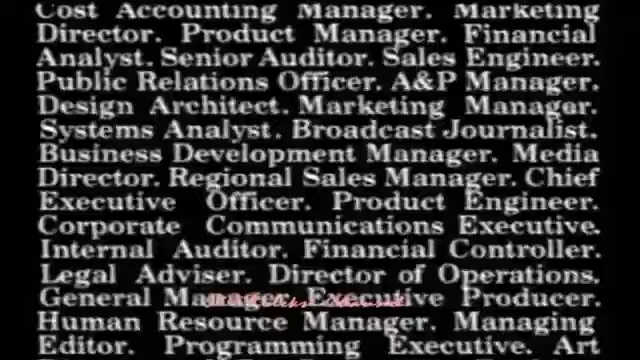 Cost Accounting Manager. Marketing
Director. Product Manager. Financial
Analyst. Senior Auditor. Sales Engineer.
Public Relations Officer. A&P Manager.
Design Architect. Marketing Manager.
Systems Analyst. Broadcast Journalist.
Business Development Manager. Media
Director. Regional Sales Manager. Chief
Executive Officer. Product Engineer.
Corporate Communications Executive.
Internal Auditor. Financial Controller.
Legal Adviser. Director of Operations.
General Manager. Executive Producer.
Human Resource Manager. Managing
Editor. Programming Executive. Art